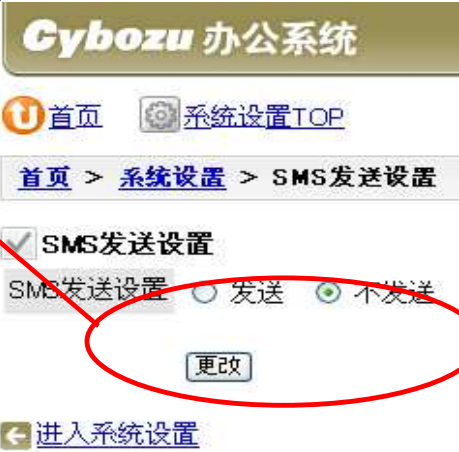 Cybozu 办公系统
首页 系统设置TOP
首页 > 系统设置 > SMS发送设置
SMS发送设置
SMS发送设置 发送 不发送
更改
进入系统设置